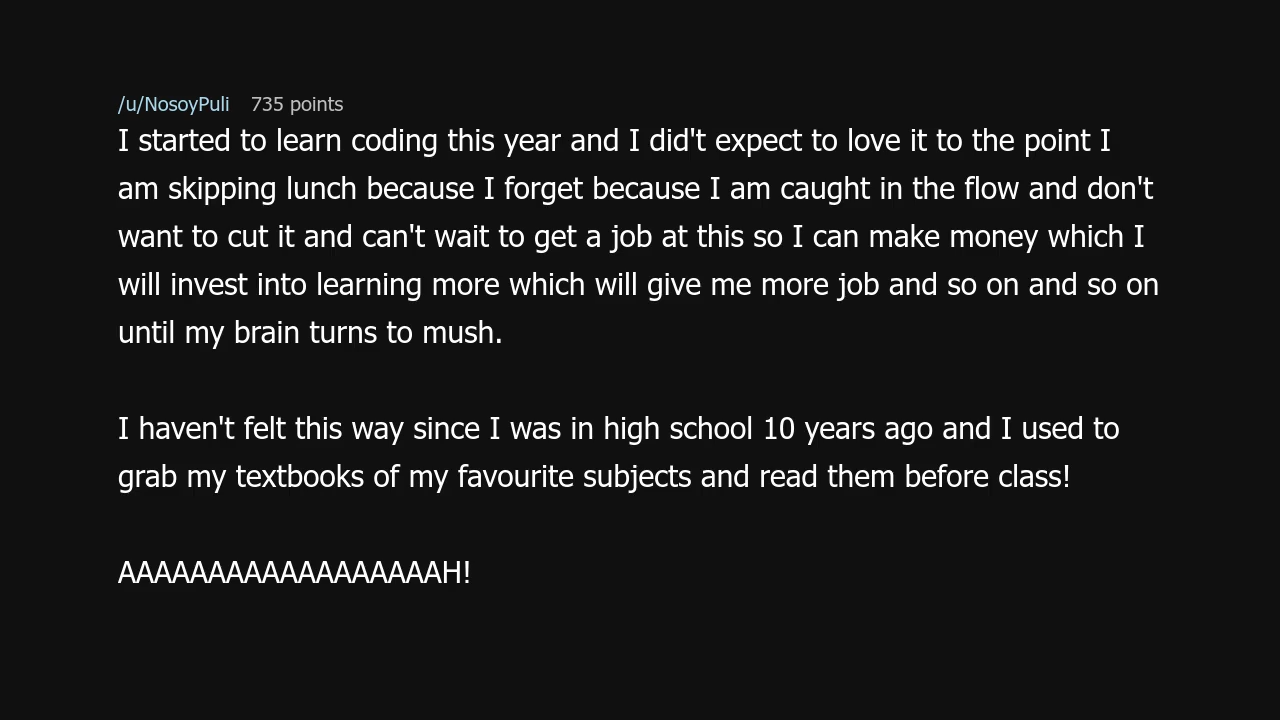 /u/NosoyPuli 735 points
I started to learn coding this year and I did't expect to love it to the point I
am skipping lunch because I forget because I am caught in the flow and don't
want to cut it and can't wait to get a job at this so I can make money which I
will invest into learning more which will give me more job and so on and so on
until my brain turns to mush.
I haven't felt this way since I was in high school 10 years ago and I used to
grab my textbooks of my favourite subjects and read them before class!
AAAAAAAAAAAAAAAAAAH!